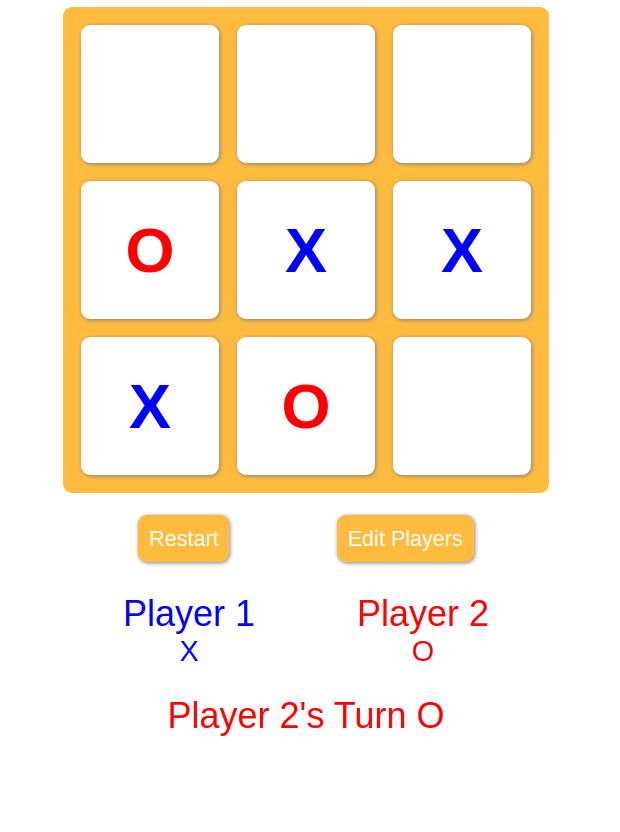 O X X
X O
Restart Edit Players
Player 1 Player 2
X O
Player 2's Turn O